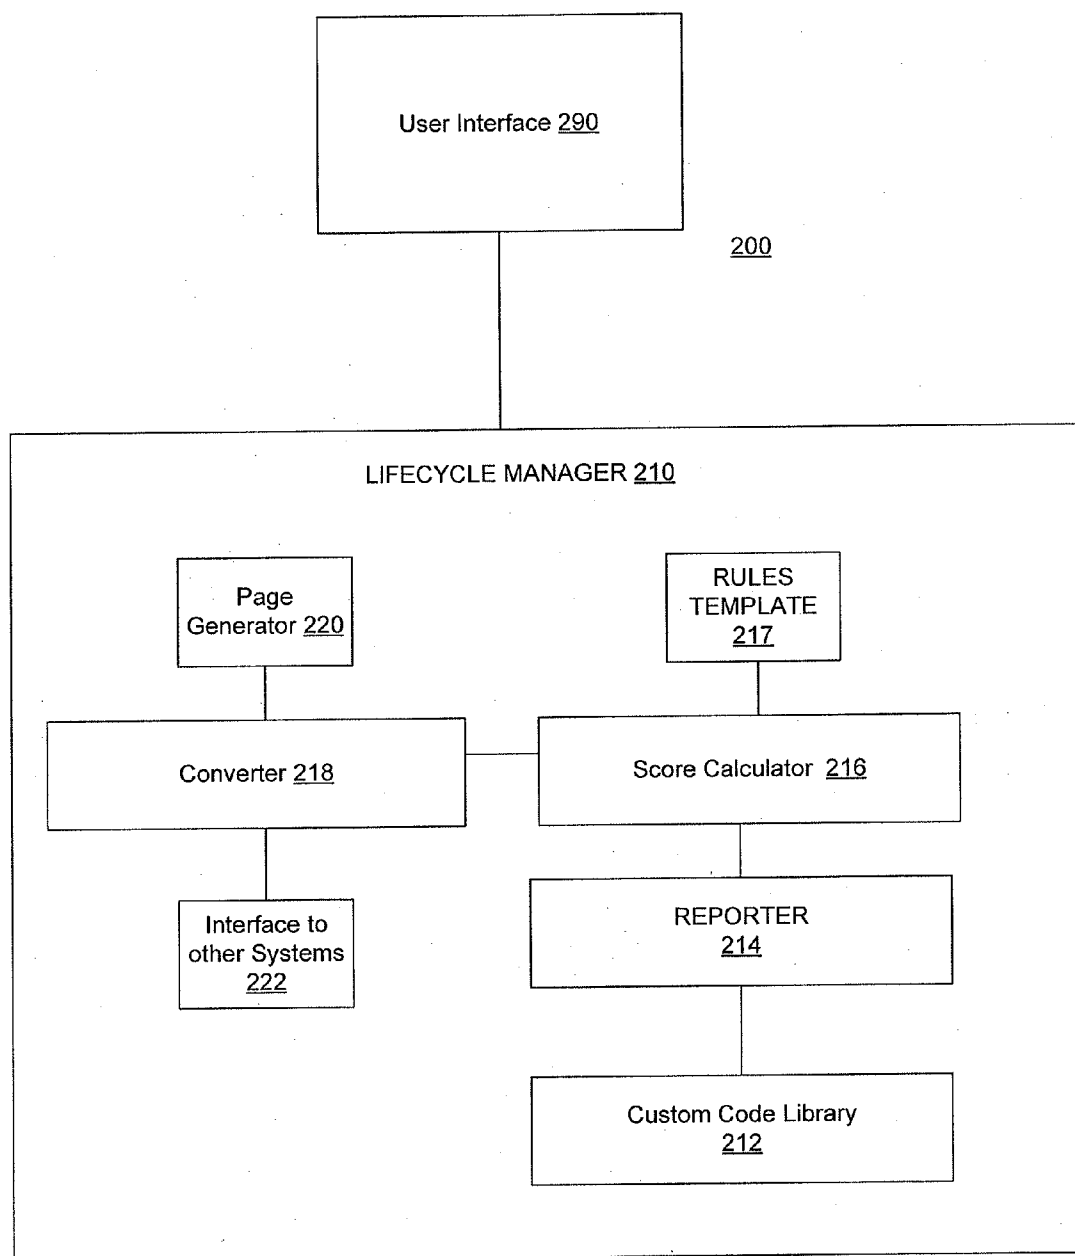 User Interface 290
200
LIFECYCLE MANAGER 210
Page
Generator 220
RULES
TEMPLATE
217
Converter 218
Score Calculator 216
Interface to
other Systems
222
REPORTER
214
Custom Code Library
212